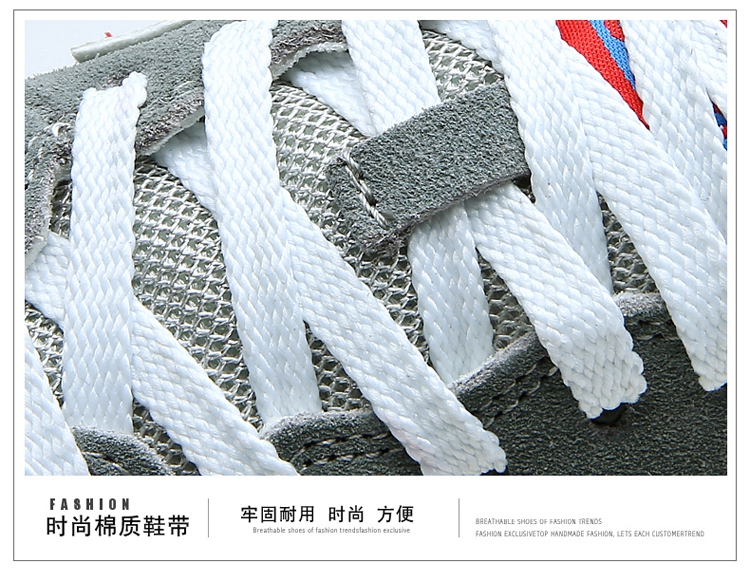 FASHION
时尚棉质鞋带
牢固耐用 时尚 方便
Breathable shoes of fashion trendsfashion exclusive
BREATHABLE SHOES OF FASHION TRENDS
FASHION EXCLUSIVETOP HANDMADE FASHION, LETS EACH CUSTOMERTREND